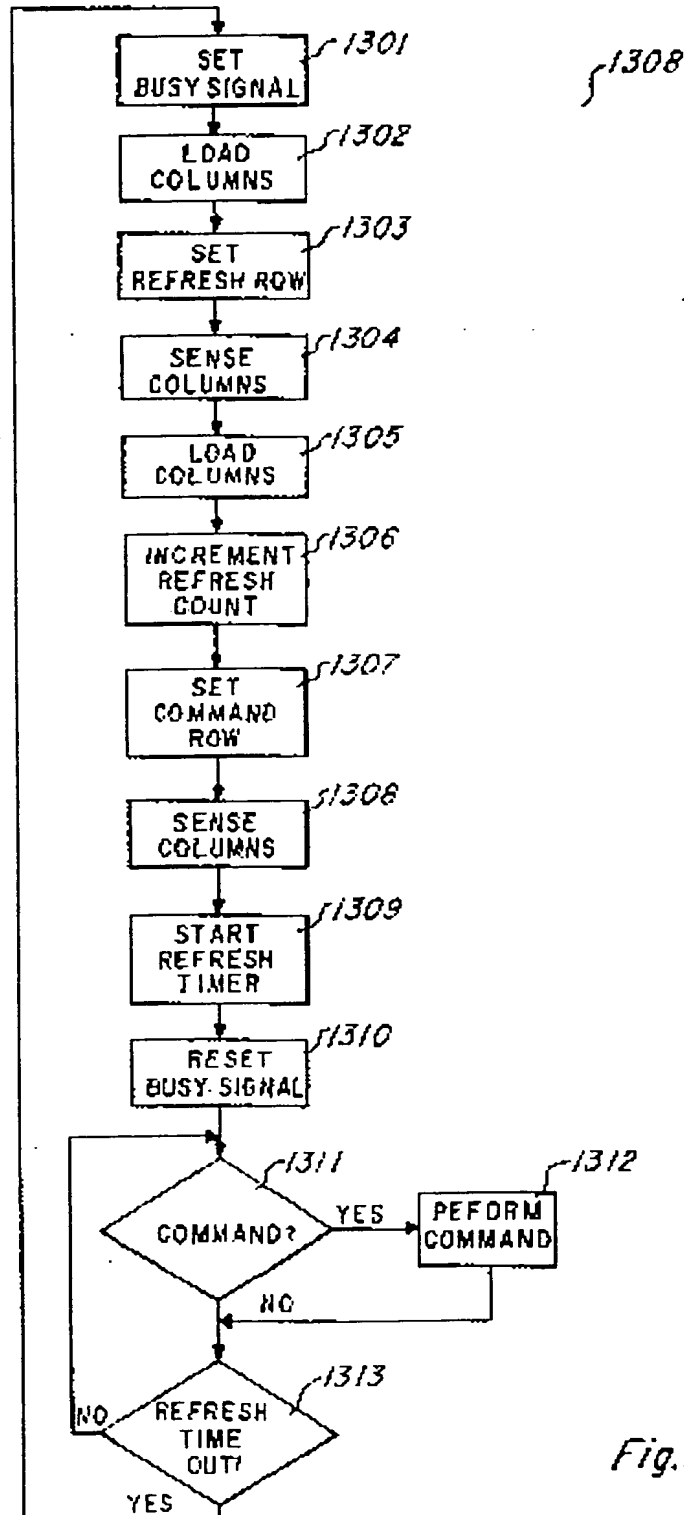 1301
SET
BUSY SIGNAL
1308
1302
LOAD
COLUMNS
1303
SET
REFRESH ROW
1304
SENSE
COLUMNS
1305
LOAD
COLUMNS
1306
INCREMENT
REFRESH
COUNT
1307
SET
COMMAND
ROW
1308
SENSE
COLUMNS
1309
START
REFRESH
TIMER
1310
RESET
BUSY SIGNAL
1311
COMMAND?
YES
1312
PEFORM
COMMAND
NO
1313
REFRESH
TIME
OUT?
NO
YES
Fig.